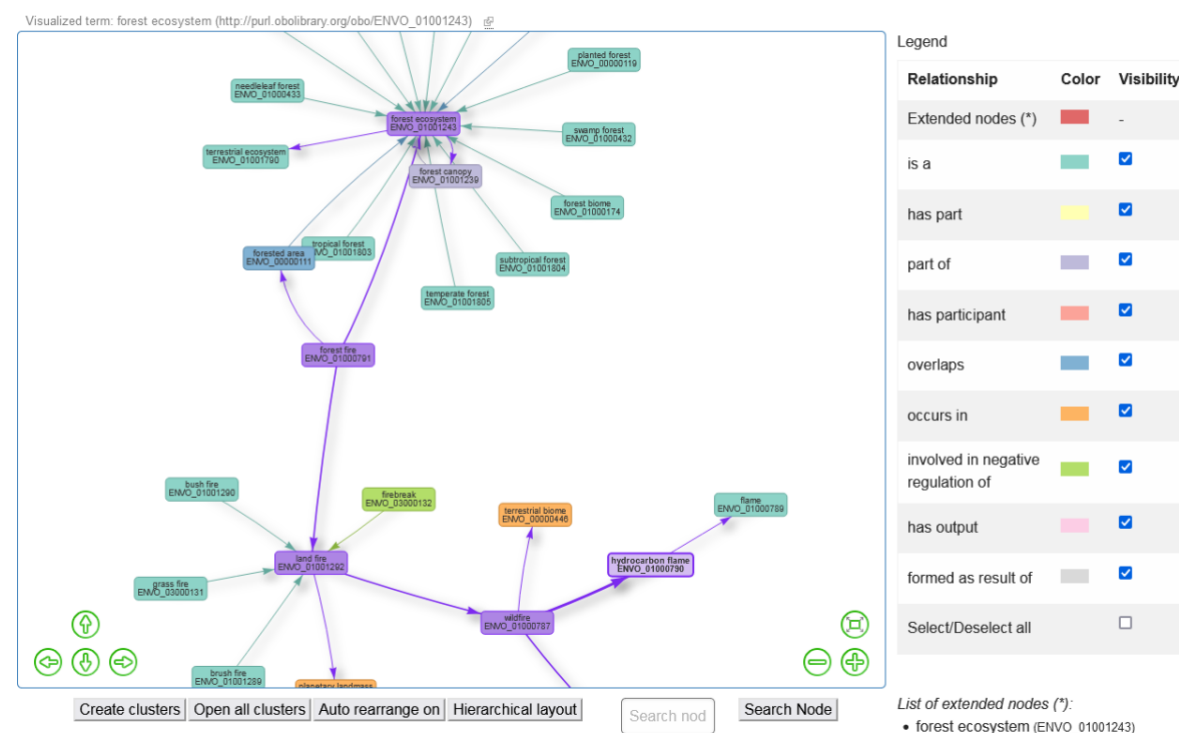 Visualized term: forest ecosystem (http://purl.obolibrary.org/obo/ENVO_01001243)
planted forest
ENVO_00000119
needleleaf forest
ENVO_01000433
forest ecosystem
ENVO_01001243
swamp forest
ENVO_01000432
terrestrial ecosystem
ENVO_01001790
forest canopy
ENVO_01001239
forest biome
ENVO_01000174
tropical forest
NVO_01001803
forested area
ENVO_00000111
subtropical forest
ENVO_01001804
temperate forest
ENVO_01001805
forest fire
ENVO_01000791
bush fire
ENVO_01001290
firebreak
ENVO_03000132
terrestrial biome
ENVO_00000446
flame
ENVO_01000789
land fire
ENVO_01001292
hydrocarbon flame
ENVO_01000790
grass fire
ENVO_03000131
wildfire
ENVO_01000787
brush fire
ENVO_01001289
planetary landmass
Create clusters
Open all clusters
Auto rearrange on
Hierarchical layout
Search nod
Search Node
Legend
Relationship Color Visibility
Extended nodes (*) -
is a
has part
part of
has participant
overlaps
occurs in
involved in negative
regulation of
has output
formed as result of
Select/Deselect all
List of extended nodes (*):
• forest ecosystem (ENVO_01001243)